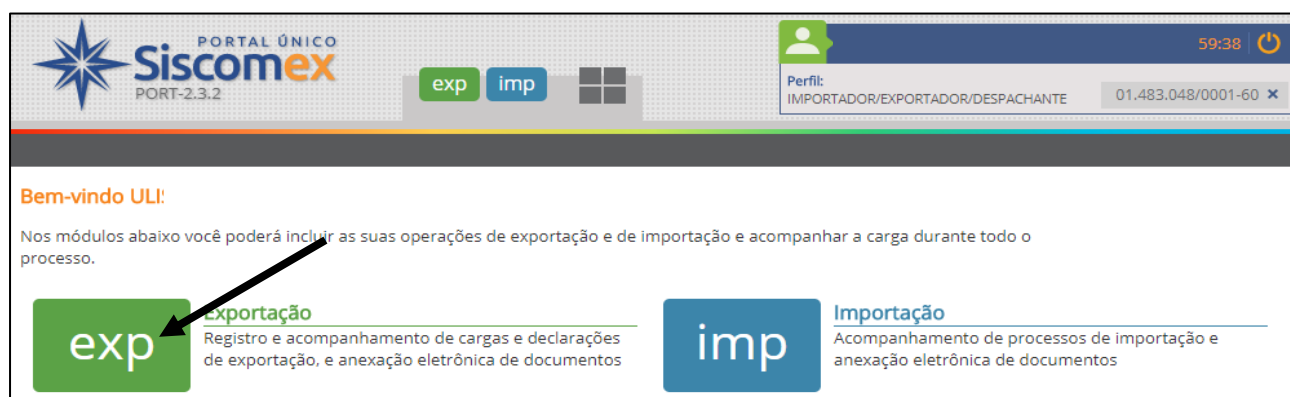 PORTAL ÚNICO
Siscomex
PORT-2.3.2
exp imp
59:38
Perfil:
IMPORTADOR/EXPORTADOR/DESPACHANTE
01.483.048/0001-60 ×
Bem-vindo ULI
Nos módulos abaixo você poderá incluir as suas operações de exportação e de importação e acompanhar a carga durante todo o
processo.
exp
Exportação
Registro e acompanhamento de cargas e declarações
de exportação, e anexação eletrônica de documentos
imp
Importação
Acompanhamento de processos de importação e
anexação eletrônica de documentos